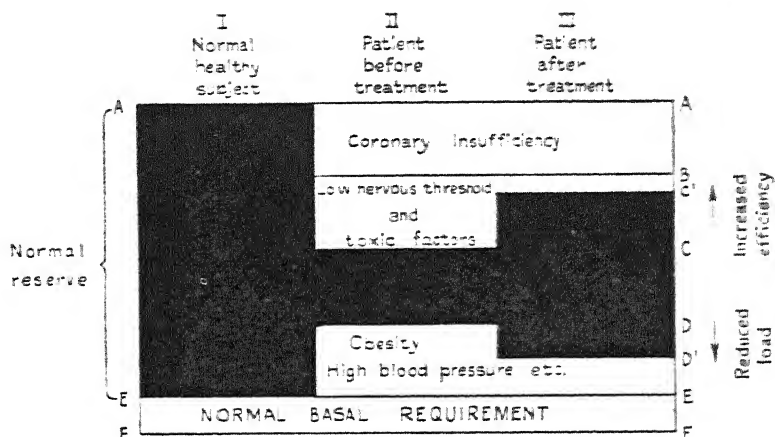 I
Normal
healthy
subject
II
Patient
before
treatment
III
Patient
after
treatment
A
A
Coronary insufficiency
B
Low nervous threshold
and
toxic factors
C'
Increased
efficiency
Normal
reserve
C
D
Obesity
High blood pressure etc.
D'
Reduced
load
E
E
NORMAL BASAL REQUIREMENT
F
F